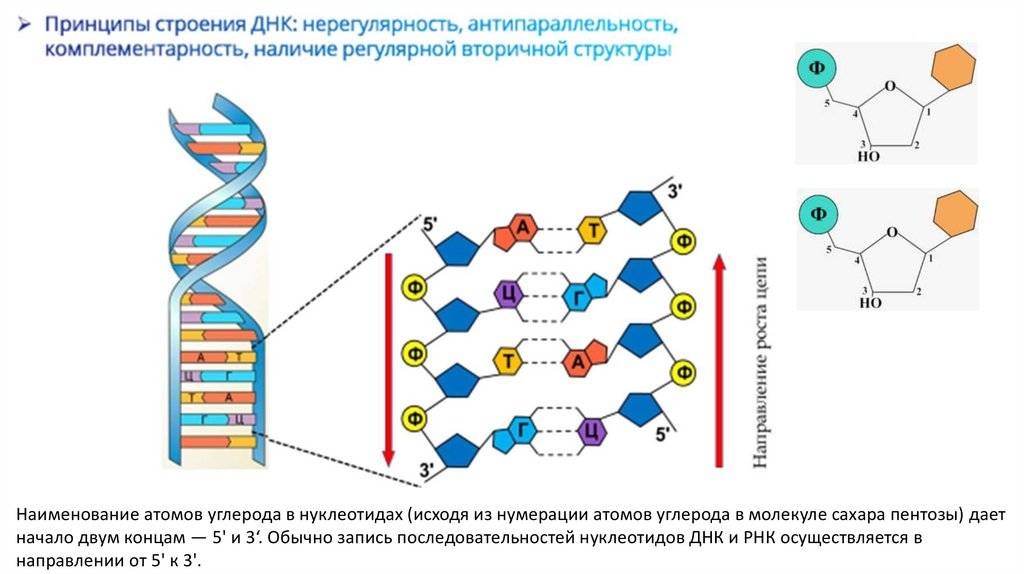 ➢ Принципы строения ДНК: нерегулярность, антипараллельность,
комплементарность, наличие регулярной вторичной структуры
Ф
O
5
4
1
3
2
HO
Ф
O
5
4
1
3
2
HO
А Т
Ц Г
Т А
Г Ц
5'
3'
А Т
Ф
Ф
Ц Г
Ф
Ф
Т А
Ф
Ф
Г Ц
5'
3'
Направление роста цепи
Наименование атомов углерода в нуклеотидах (исходя из нумерации атомов углерода в молекуле сахара пентозы) дает
начало двум концам — 5' и 3‘. Обычно запись последовательностей нуклеотидов ДНК и РНК осуществляется в
направлении от 5' к 3'.